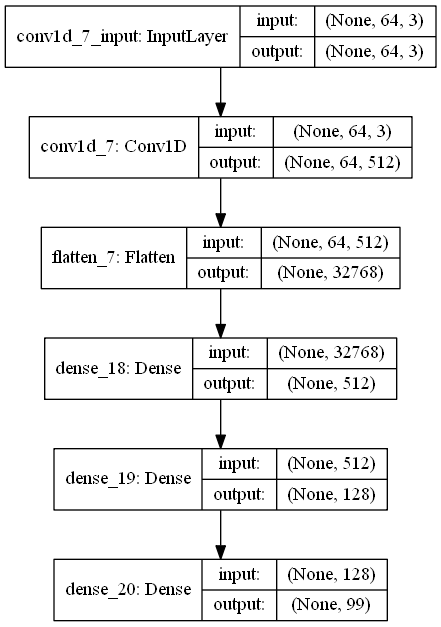 conv1d_7_input: InputLayer
input: (None, 64, 3)
output: (None, 64, 3)
conv1d_7: Conv1D
input: (None, 64, 3)
output: (None, 64, 512)
flatten_7: Flatten
input: (None, 64, 512)
output: (None, 32768)
dense_18: Dense
input: (None, 32768)
output: (None, 512)
dense_19: Dense
input: (None, 512)
output: (None, 128)
dense_20: Dense
input: (None, 128)
output: (None, 99)